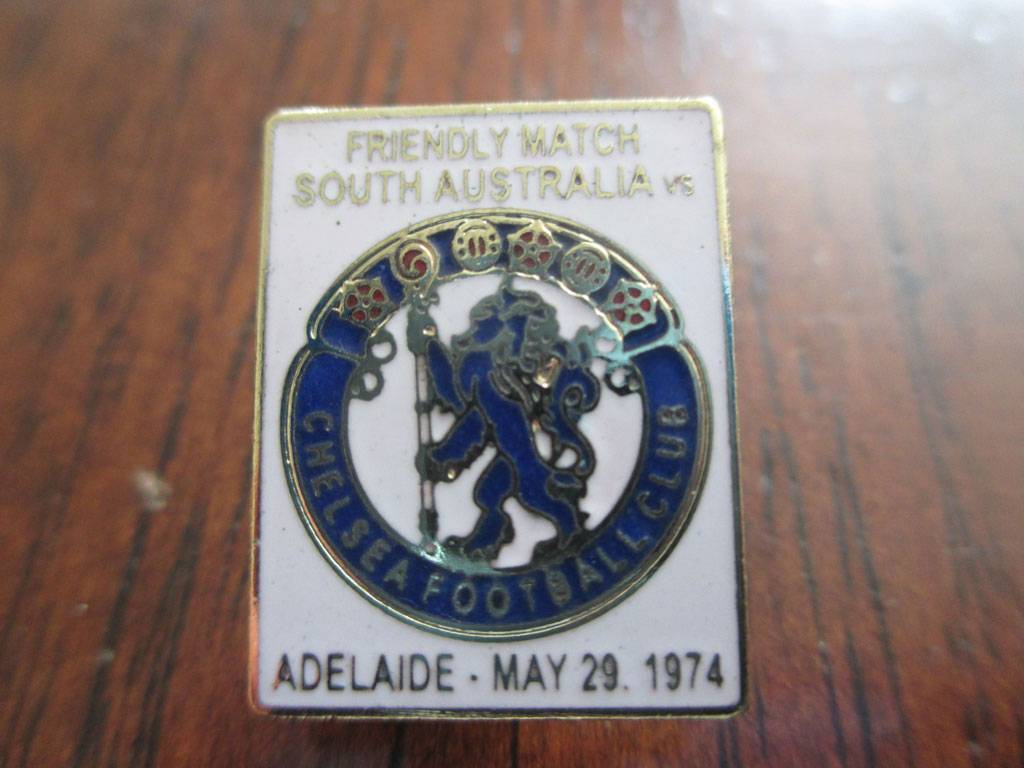 FRIENDLY MATCH
SOUTH AUSTRALIA vs
CHELSEA FOOTBALL CLUB
ADELAIDE · MAY 29. 1974